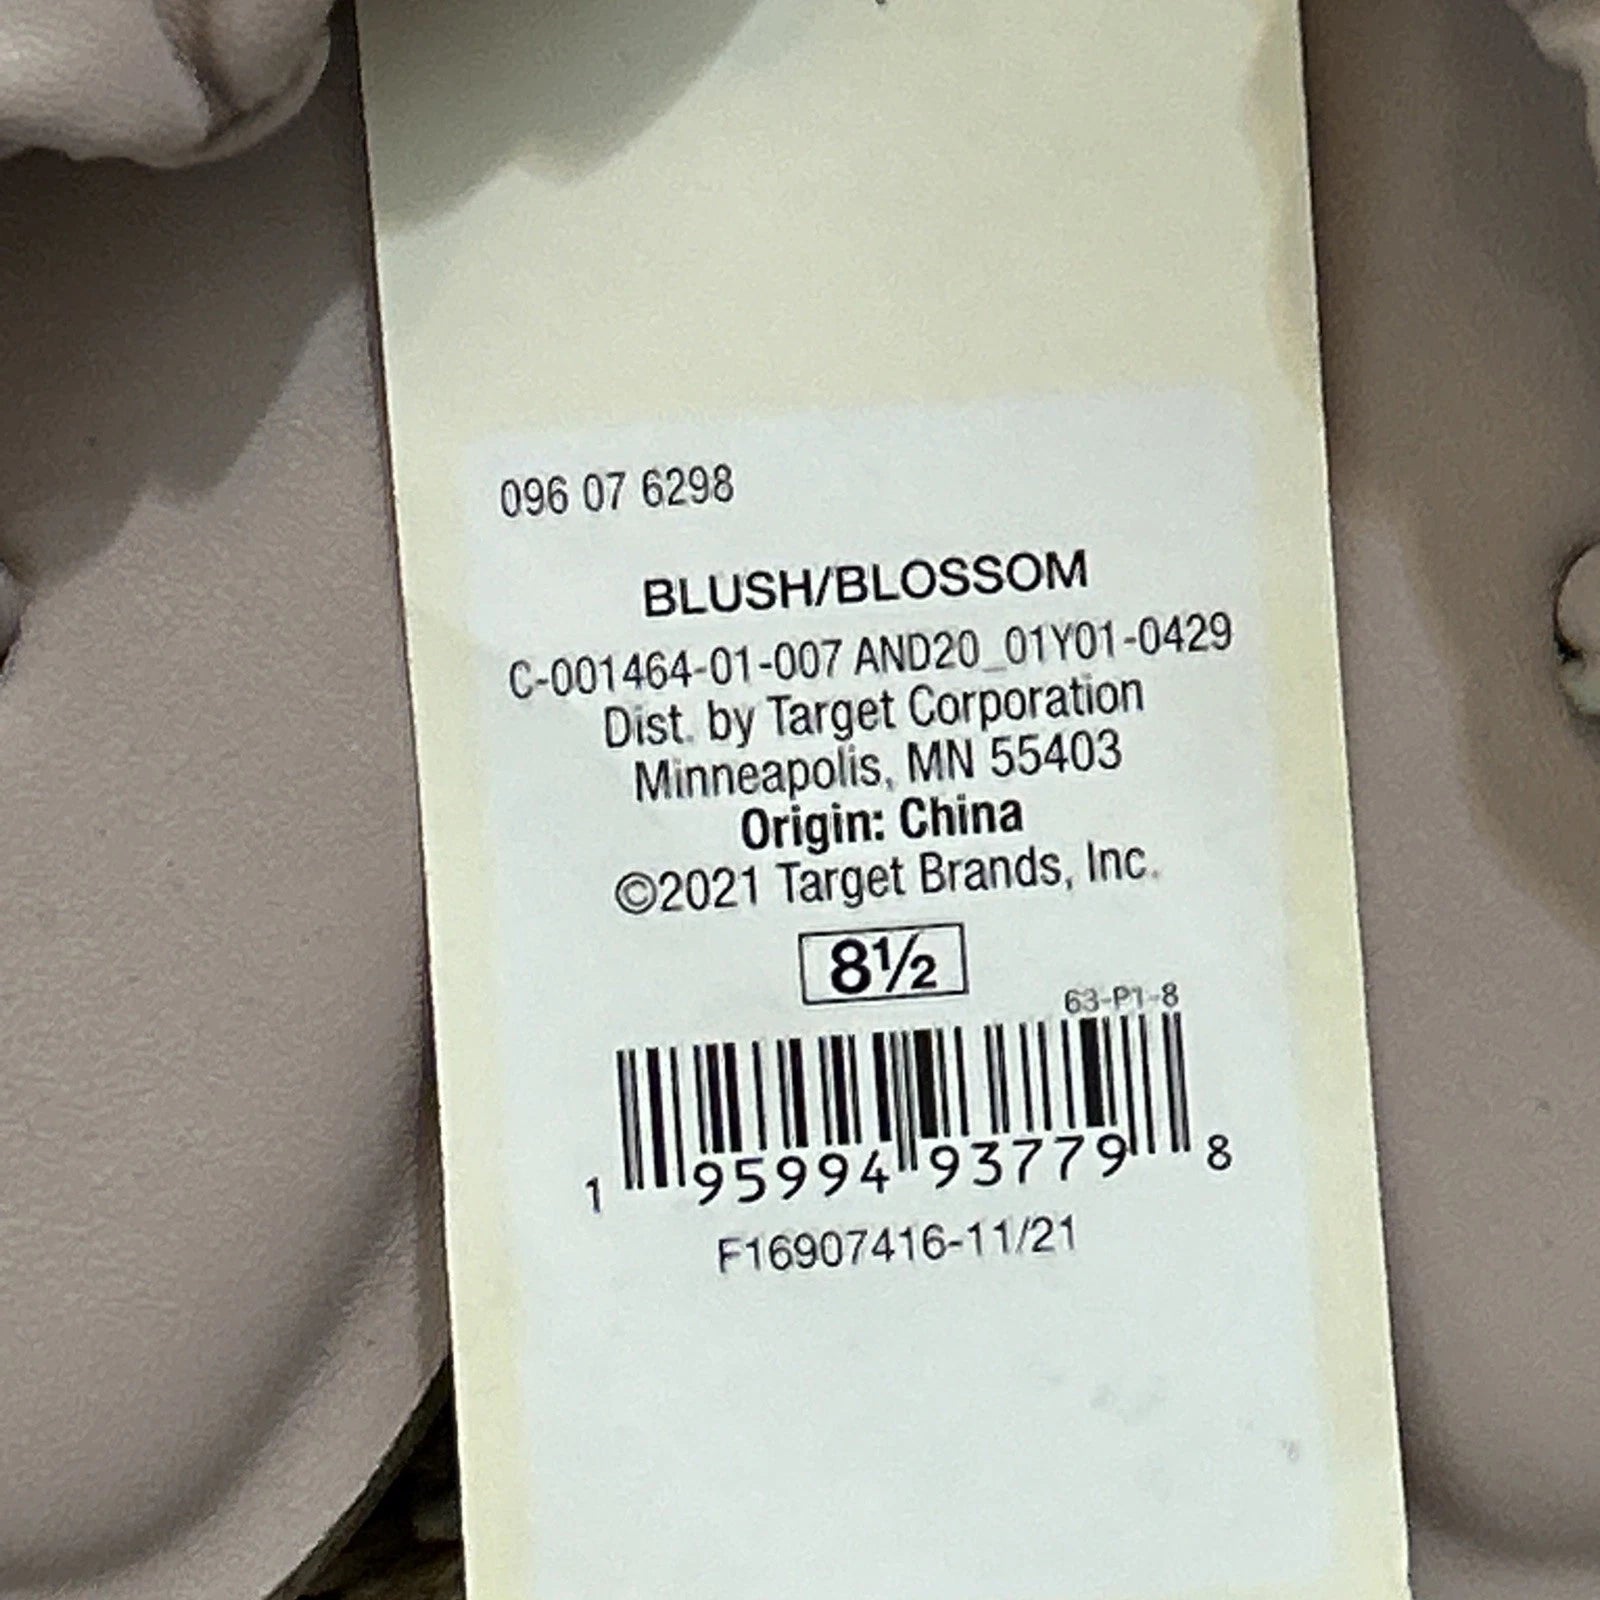 096 07 6298
BLUSH/BLOSSOM
C-001464-01-007 AND20_01Y01-0429
Dist. by Target Corporation
Minneapolis, MN 55403
Origin: China
©2021 Target Brands, Inc.
8½
63-P1-8
1 95994 93779 8
F16907416-11/21